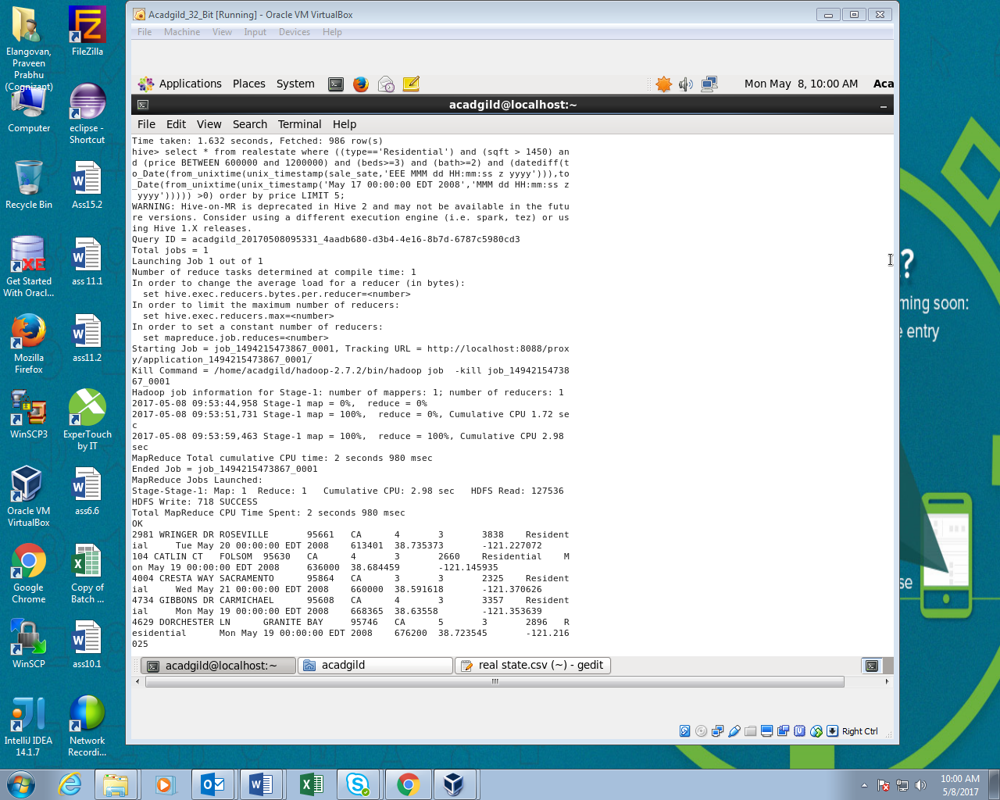 Acadgild_32_Bit [Running] - Oracle VM VirtualBox
File Machine View Input Devices Help
Applications Places System
Mon May 8, 10:00 AM Aca
acadgild@localhost:~
File Edit View Search Terminal Help
Time taken: 1.632 seconds, Fetched: 986 row(s)
hive> select * from realestate where ((type=='Residential') and (sqft > 1450) an
d (price BETWEEN 600000 and 1200000) and (beds>=3) and (bath>=2) and (datediff(t
o_Date(from_unixtime(unix_timestamp(sale_sate,'EEE MMM dd HH:mm:ss z yyyy'))),to
_Date(from_unixtime(unix_timestamp('May 17 00:00:00 EDT 2008','MMM dd HH:mm:ss z
 yyyy'))))) >0) order by price LIMIT 5;
WARNING: Hive-on-MR is deprecated in Hive 2 and may not be available in the futu
re versions. Consider using a different execution engine (i.e. spark, tez) or us
ing Hive 1.X releases.
Query ID = acadgild_20170508095331_4aadb680-d3b4-4e16-8b7d-6787c5980cd3
Total jobs = 1
Launching Job 1 out of 1
Number of reduce tasks determined at compile time: 1
In order to change the average load for a reducer (in bytes):
  set hive.exec.reducers.bytes.per.reducer=<number>
In order to limit the maximum number of reducers:
  set hive.exec.reducers.max=<number>
In order to set a constant number of reducers:
  set mapreduce.job.reduces=<number>
Starting Job = job_1494215473867_0001, Tracking URL = http://localhost:8088/prox
y/application_1494215473867_0001/
Kill Command = /home/acadgild/hadoop-2.7.2/bin/hadoop job  -kill job_14942154738
67_0001
Hadoop job information for Stage-1: number of mappers: 1; number of reducers: 1
2017-05-08 09:53:44,958 Stage-1 map = 0%,  reduce = 0%
2017-05-08 09:53:51,731 Stage-1 map = 100%,  reduce = 0%, Cumulative CPU 1.72 se
c
2017-05-08 09:53:59,463 Stage-1 map = 100%,  reduce = 100%, Cumulative CPU 2.98
sec
MapReduce Total cumulative CPU time: 2 seconds 980 msec
Ended Job = job_1494215473867_0001
MapReduce Jobs Launched:
Stage-Stage-1: Map: 1  Reduce: 1   Cumulative CPU: 2.98 sec   HDFS Read: 127536
HDFS Write: 718 SUCCESS
Total MapReduce CPU Time Spent: 2 seconds 980 msec
OK
2981 WRINGER DR ROSEVILLE 95661 CA 4 3 3838 Resident
ial Tue May 20 00:00:00 EDT 2008 613401 38.735373 -121.227072
104 CATLIN CT FOLSOM 95630 CA 4 3 2660 Residential M
on May 19 00:00:00 EDT 2008 636000 38.684459 -121.145935
4004 CRESTA WAY SACRAMENTO 95864 CA 3 3 2325 Resident
ial Wed May 21 00:00:00 EDT 2008 660000 38.591618 -121.370626
4734 GIBBONS DR CARMICHAEL 95608 CA 4 3 3357 Resident
ial Mon May 19 00:00:00 EDT 2008 668365 38.63558 -121.353639
4629 DORCHESTER LN GRANITE BAY 95746 CA 5 3 2896 R
esidential Mon May 19 00:00:00 EDT 2008 676200 38.723545 -121.216
025
acadgild@localhost:~ acadgild real state.csv (~) - gedit
Right Ctrl
Elangovan,
Praveen
Prabhu
(Cognizant)
FileZilla
Computer
eclipse -
Shortcut
Recycle Bin
Ass15.2
Get Started
With Oracl...
ass 11.1
Mozilla
Firefox
ass11.2
WinSCP3
ExperTouch
by IT
Oracle VM
VirtualBox
ass6.6
Google
Chrome
Copy of
Batch ...
WinSCP
ass10.1
IntelliJ IDEA
14.1.7
Network
Recordi...
?
ming soon:
e entry
se
10:00 AM
5/8/2017